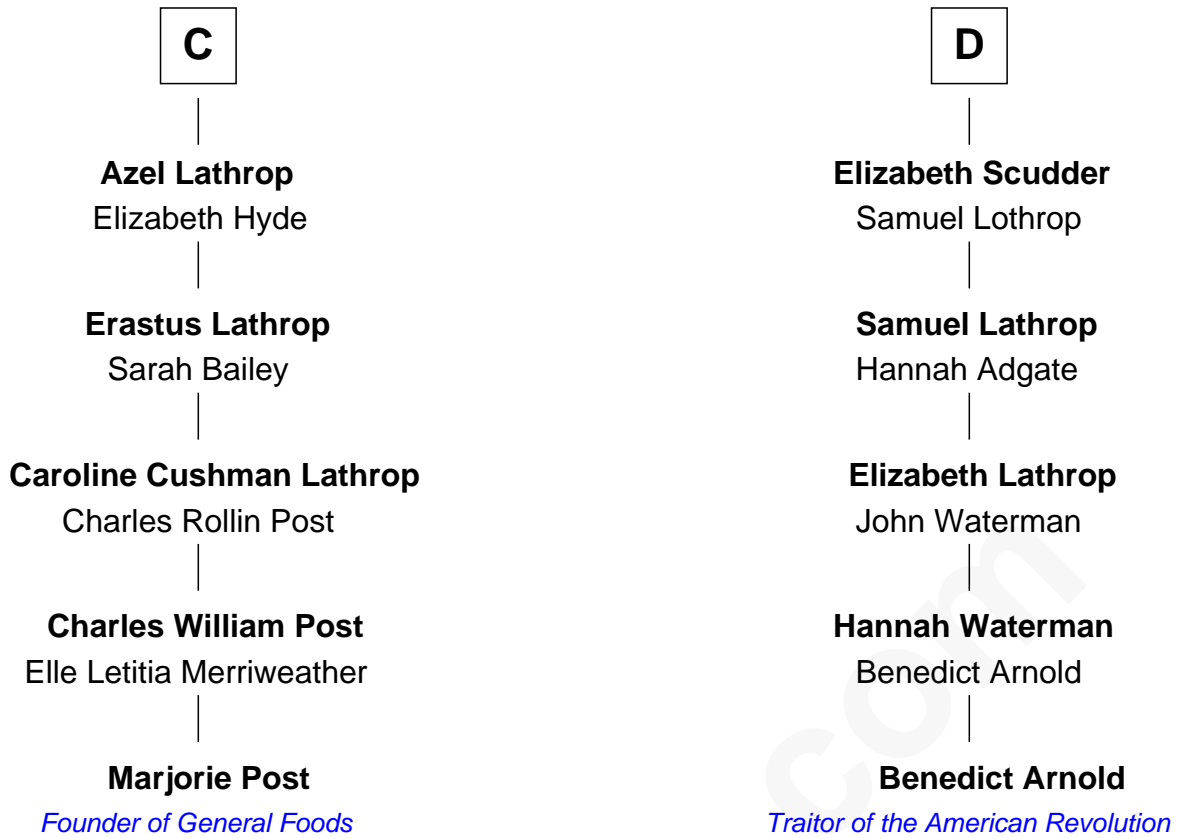 C
Azel Lathrop
Elizabeth Hyde
Erastus Lathrop
Sarah Bailey
Caroline Cushman Lathrop
Charles Rollin Post
Charles William Post
Elle Letitia Merriweather
Marjorie Post
Founder of General Foods
D
Elizabeth Scudder
Samuel Lothrop
Samuel Lathrop
Hannah Adgate
Elizabeth Lathrop
John Waterman
Hannah Waterman
Benedict Arnold
Benedict Arnold
Traitor of the American Revolution
com